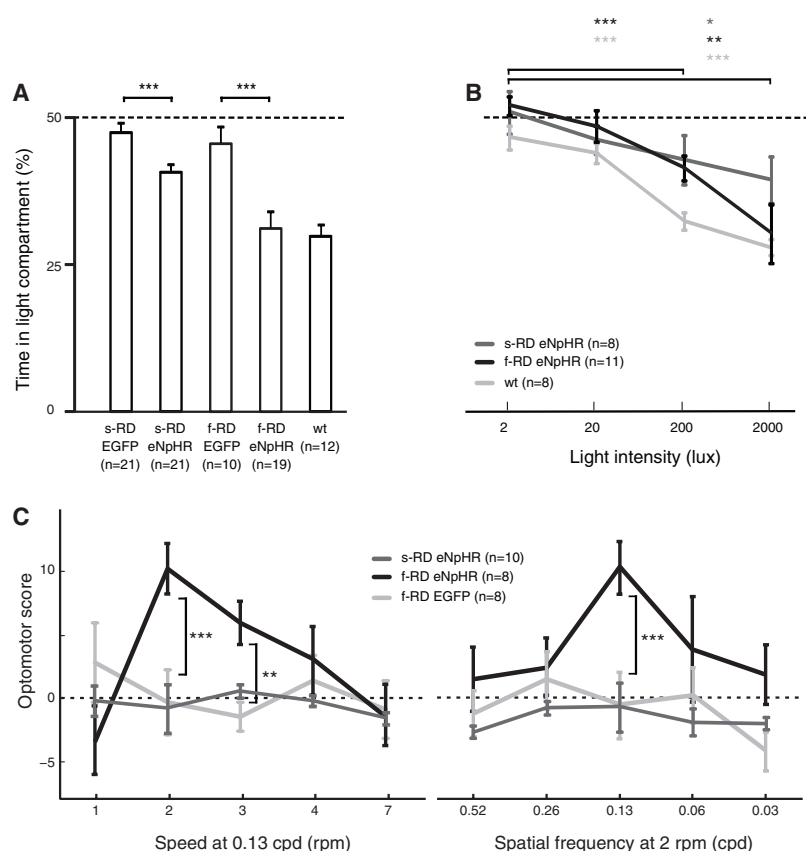 A
***
***
50
25
0
Time in light compartment (%)
s-RD EGFP (n=21)
s-RD eNpHR (n=21)
f-RD EGFP (n=10)
f-RD eNpHR (n=19)
wt (n=12)
B
***
***
*
**
***
s-RD eNpHR (n=8)
f-RD eNpHR (n=11)
wt (n=8)
2 20 200 2000
Light intensity (lux)
C
10
0
−5
Optomotor score
***
**
s-RD eNpHR (n=10)
f-RD eNpHR (n=8)
f-RD EGFP (n=8)
***
1 2 3 4 7
Speed at 0.13 cpd (rpm)
0.52 0.26 0.13 0.06 0.03
Spatial frequency at 2 rpm (cpd)